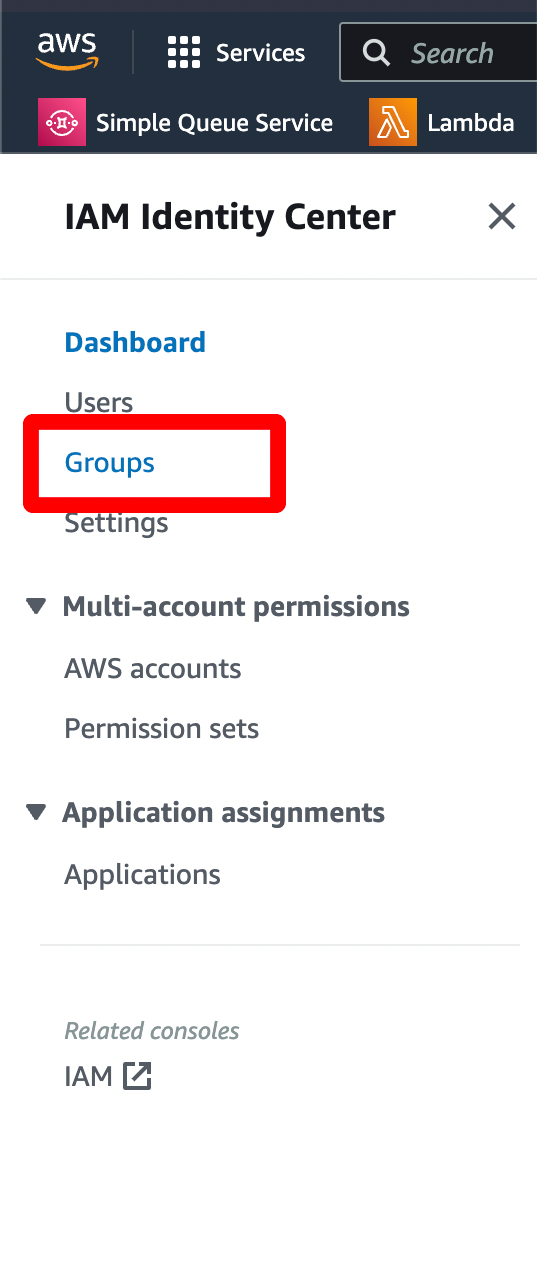 aws
Services
Search
Simple Queue Service
Lambda
IAM Identity Center
Dashboard
Users
Groups
Settings
Multi-account permissions
AWS accounts
Permission sets
Application assignments
Applications
Related consoles
IAM